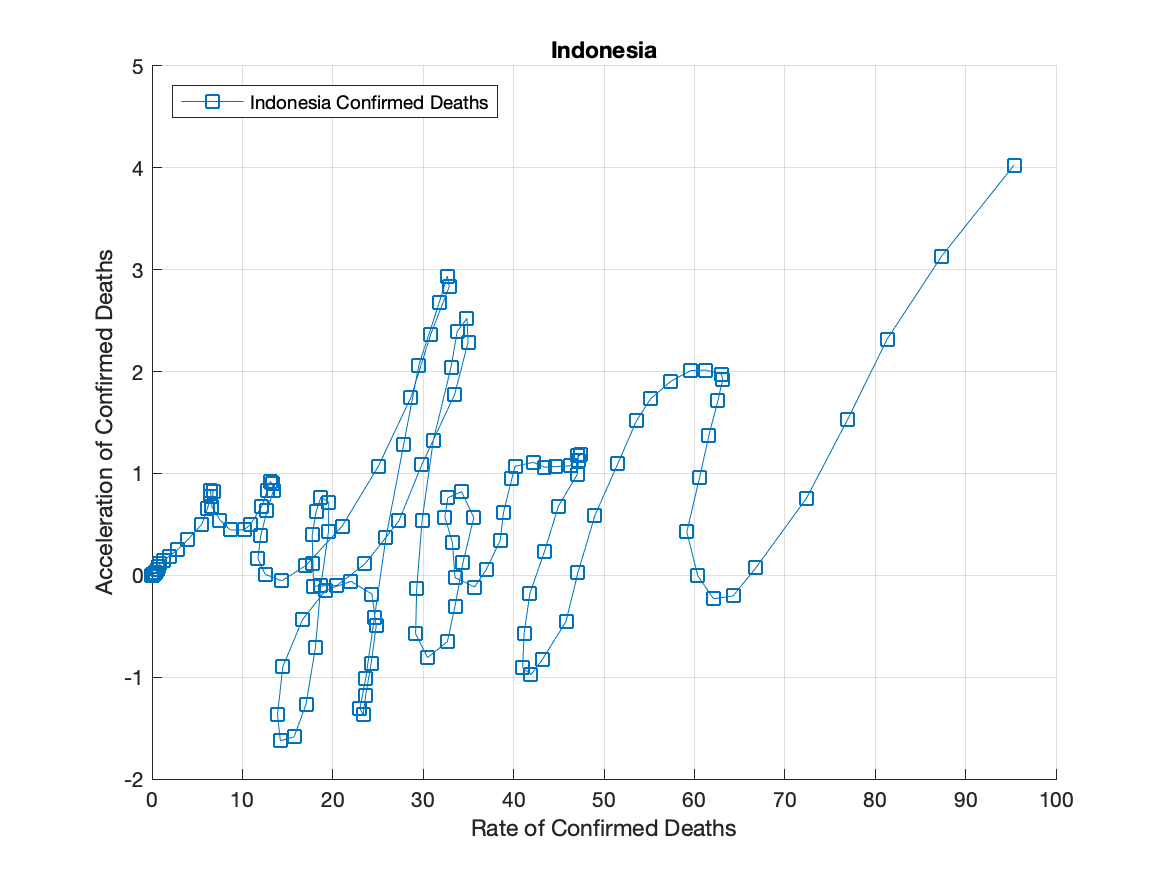 Indonesia
5
Indonesia Confirmed Deaths
4
3
2
1
0
-1
-2
Acceleration of Confirmed Deaths
0 10 20 30 40 50 60 70 80 90 100
Rate of Confirmed Deaths